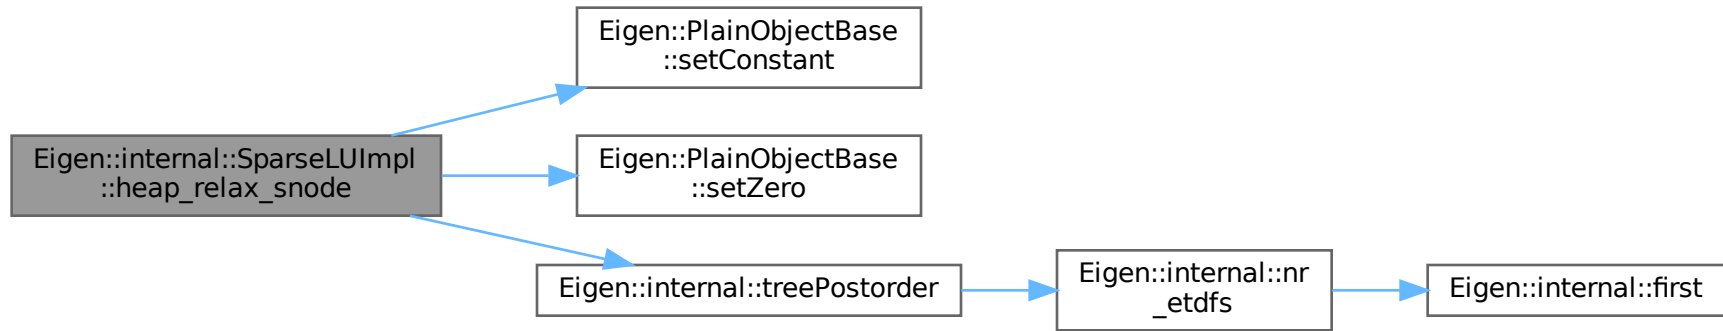 Eigen::PlainObjectBase
::setConstant
Eigen::internal::SparseLUImpl
::heap_relax_snode
Eigen::PlainObjectBase
::setZero
Eigen::internal::treePostorder
Eigen::internal::nr
_etdfs
Eigen::internal::first